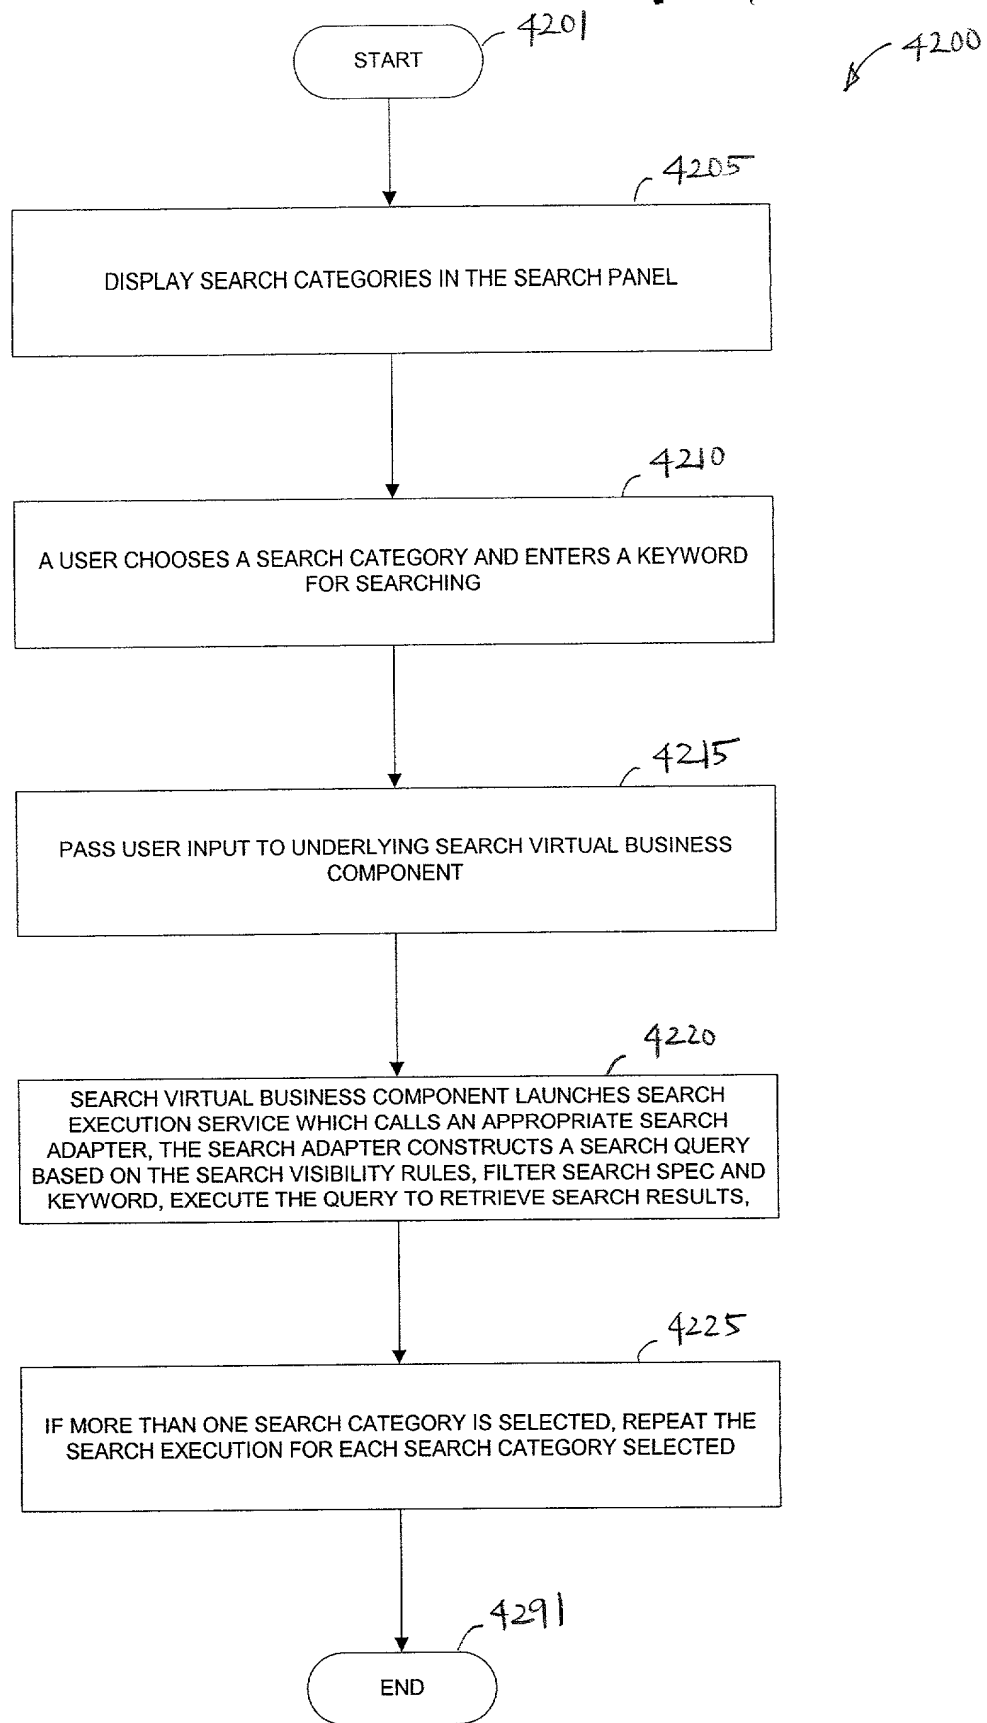 4201
START
4200
4205
DISPLAY SEARCH CATEGORIES IN THE SEARCH PANEL
4210
A USER CHOOSES A SEARCH CATEGORY AND ENTERS A KEYWORD
FOR SEARCHING
4215
PASS USER INPUT TO UNDERLYING SEARCH VIRTUAL BUSINESS
COMPONENT
4220
SEARCH VIRTUAL BUSINESS COMPONENT LAUNCHES SEARCH
EXECUTION SERVICE WHICH CALLS AN APPROPRIATE SEARCH
ADAPTER, THE SEARCH ADAPTER CONSTRUCTS A SEARCH QUERY
BASED ON THE SEARCH VISIBILITY RULES, FILTER SEARCH SPEC AND
KEYWORD, EXECUTE THE QUERY TO RETRIEVE SEARCH RESULTS,
4225
IF MORE THAN ONE SEARCH CATEGORY IS SELECTED, REPEAT THE
SEARCH EXECUTION FOR EACH SEARCH CATEGORY SELECTED
4291
END